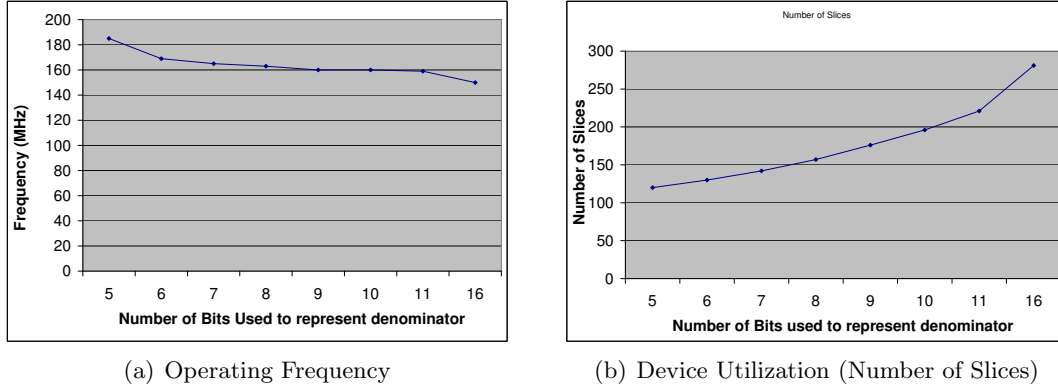 200
180
160
140
120
100
80
60
40
20
0
Frequency (MHz)
5 6 7 8 9 10 11 16
Number of Bits Used to represent denominator
(a) Operating Frequency
Number of Slices
300
250
200
150
100
50
0
Number of Slices
5 6 7 8 9 10 11 16
Number of Bits used to represent denominator
(b) Device Utilization (Number of Slices)